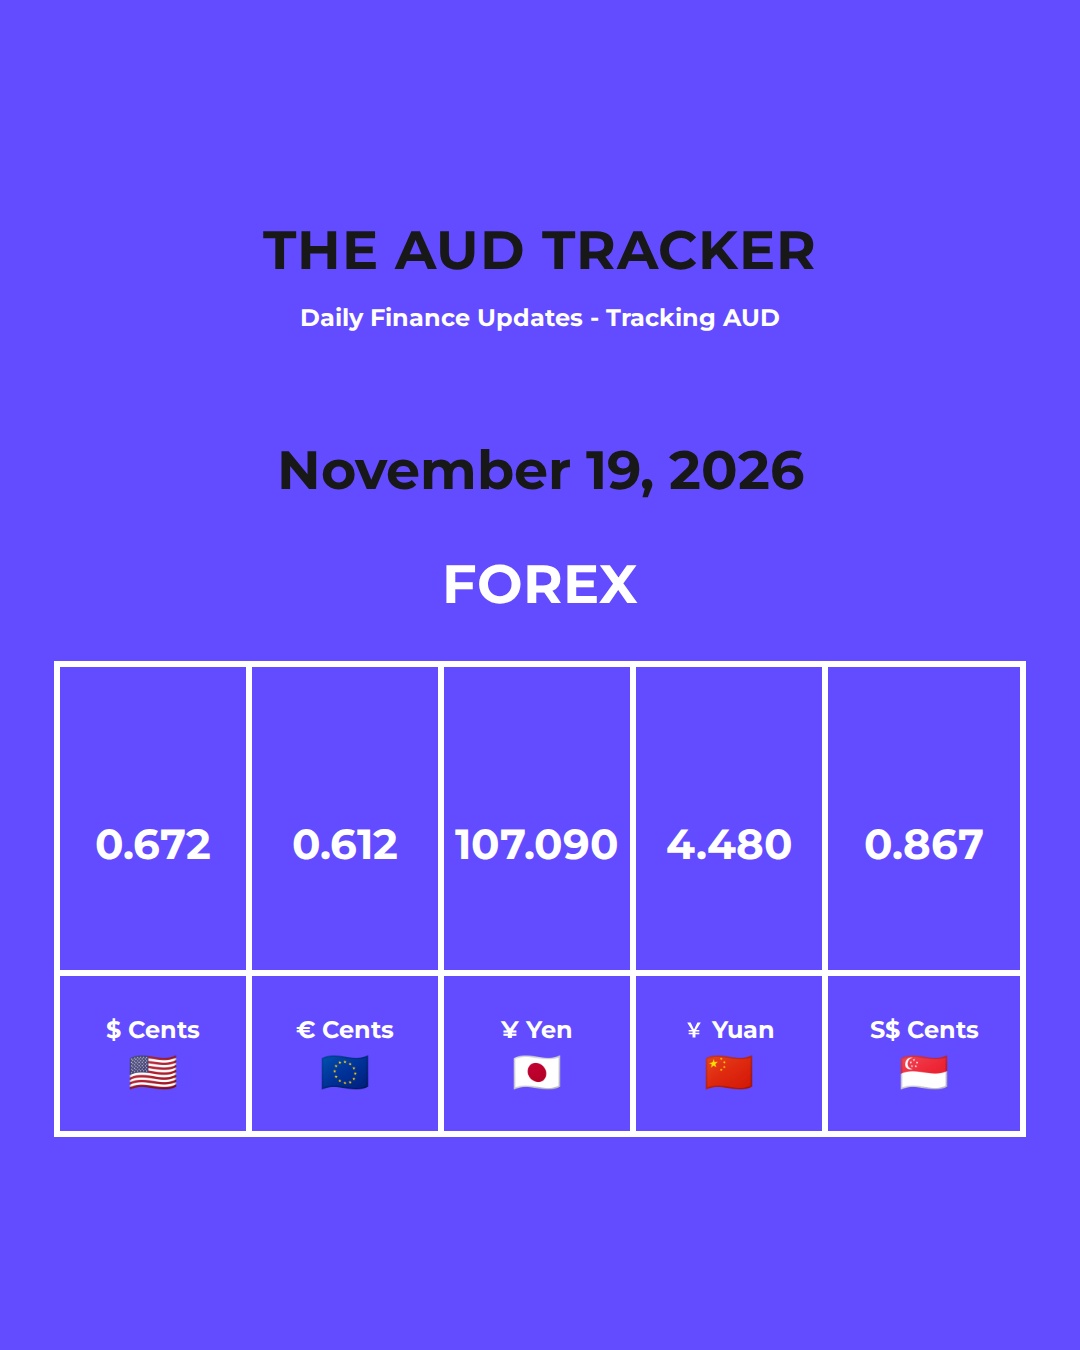 THE AUD TRACKER
Daily Finance Updates - Tracking AUD
November 19, 2026
FOREX
0.672 0.612 107.090 4.480 0.867
$ Cents € Cents ¥ Yen ¥ Yuan S$ Cents